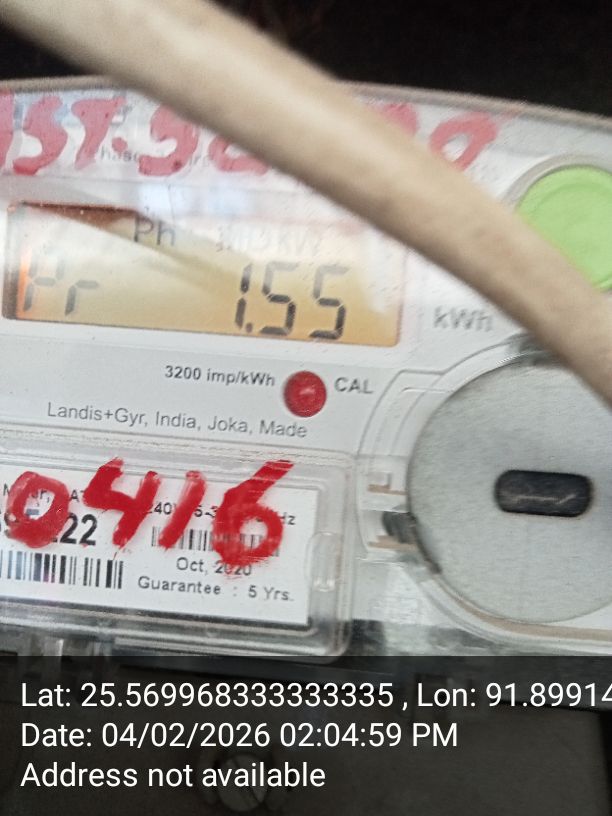 Ph
Pr 1.55
kWh
3200 imp/kWh CAL
Landis+Gyr, India, Joka, Made
0416
22
Oct, 2020
Guarantee : 5 Yrs.
Lat: 25.569968333333335 , Lon: 91.89914
Date: 04/02/2026 02:04:59 PM
Address not available